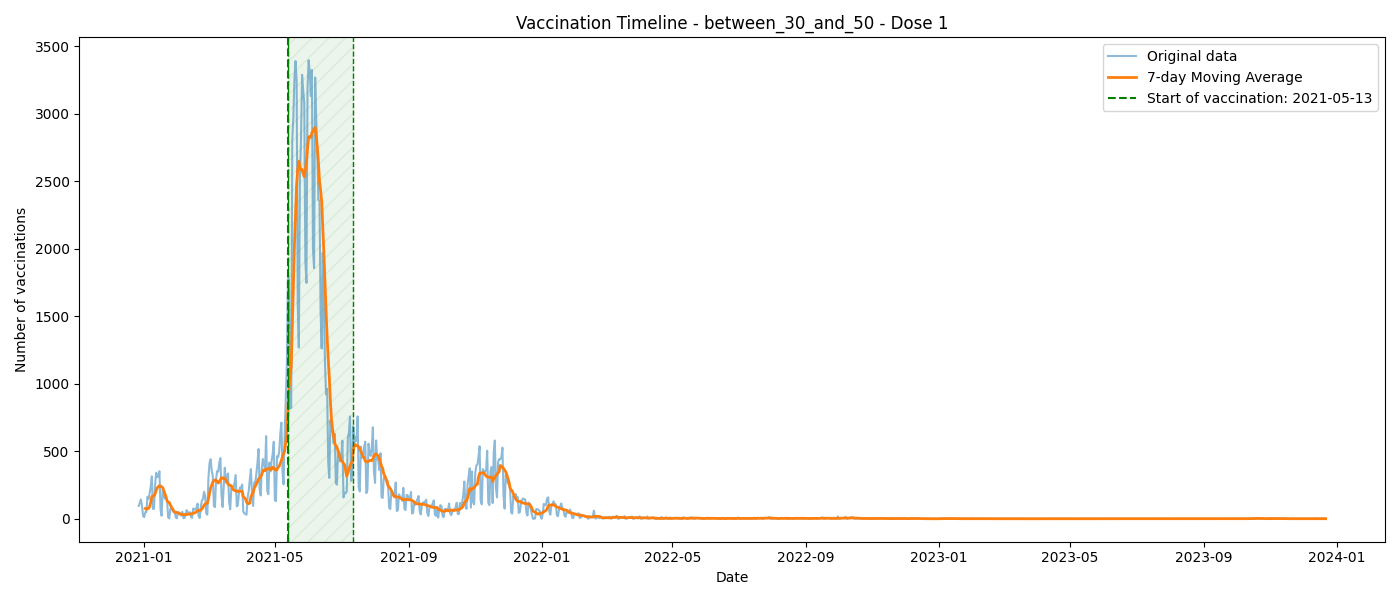 Vaccination Timeline - between_30_and_50 - Dose 1
Number of vaccinations
3500
3000
2500
2000
1500
1000
500
0
Original data
7-day Moving Average
Start of vaccination: 2021-05-13
2021-01 2021-05 2021-09 2022-01 2022-05 2022-09 2023-01 2023-05 2023-09 2024-01
Date